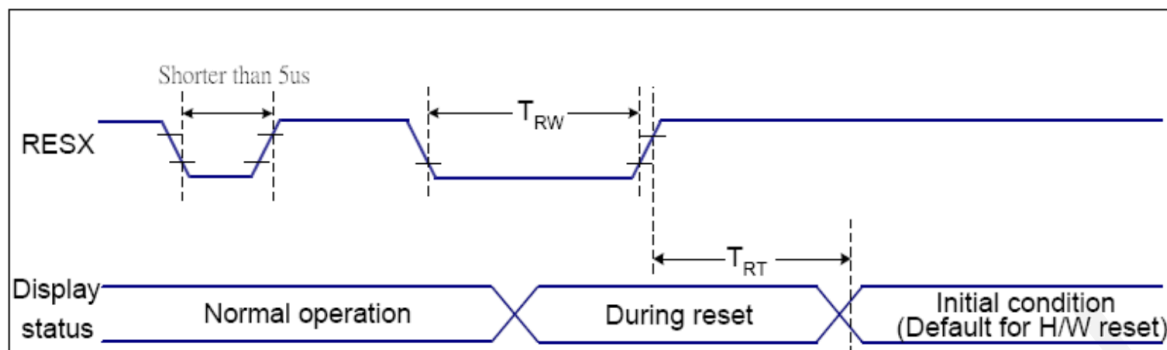 Shorter than 5us
RESX
TRW
TRT
Display
status
Normal operation
During reset
Initial condition
(Default for H/W reset)